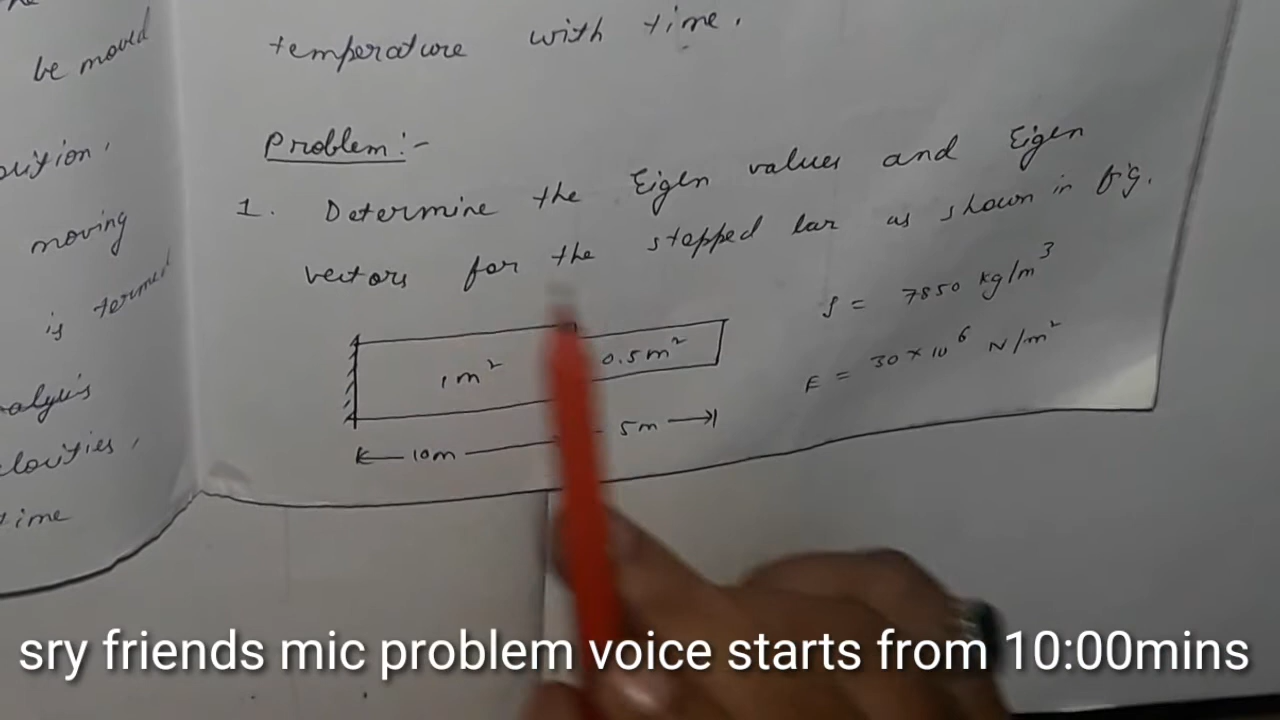 be moved
moving
is termed
time
temperature with time.
Problem:-
1. Determine the Eigen values and Eigen
vectors for the stepped bar as shown in fig.
1m²
0.5m²
10m
5m
ρ = 7850 kg/m³
E = 30×10⁶ N/m²
sry friends mic problem voice starts from 10:00mins